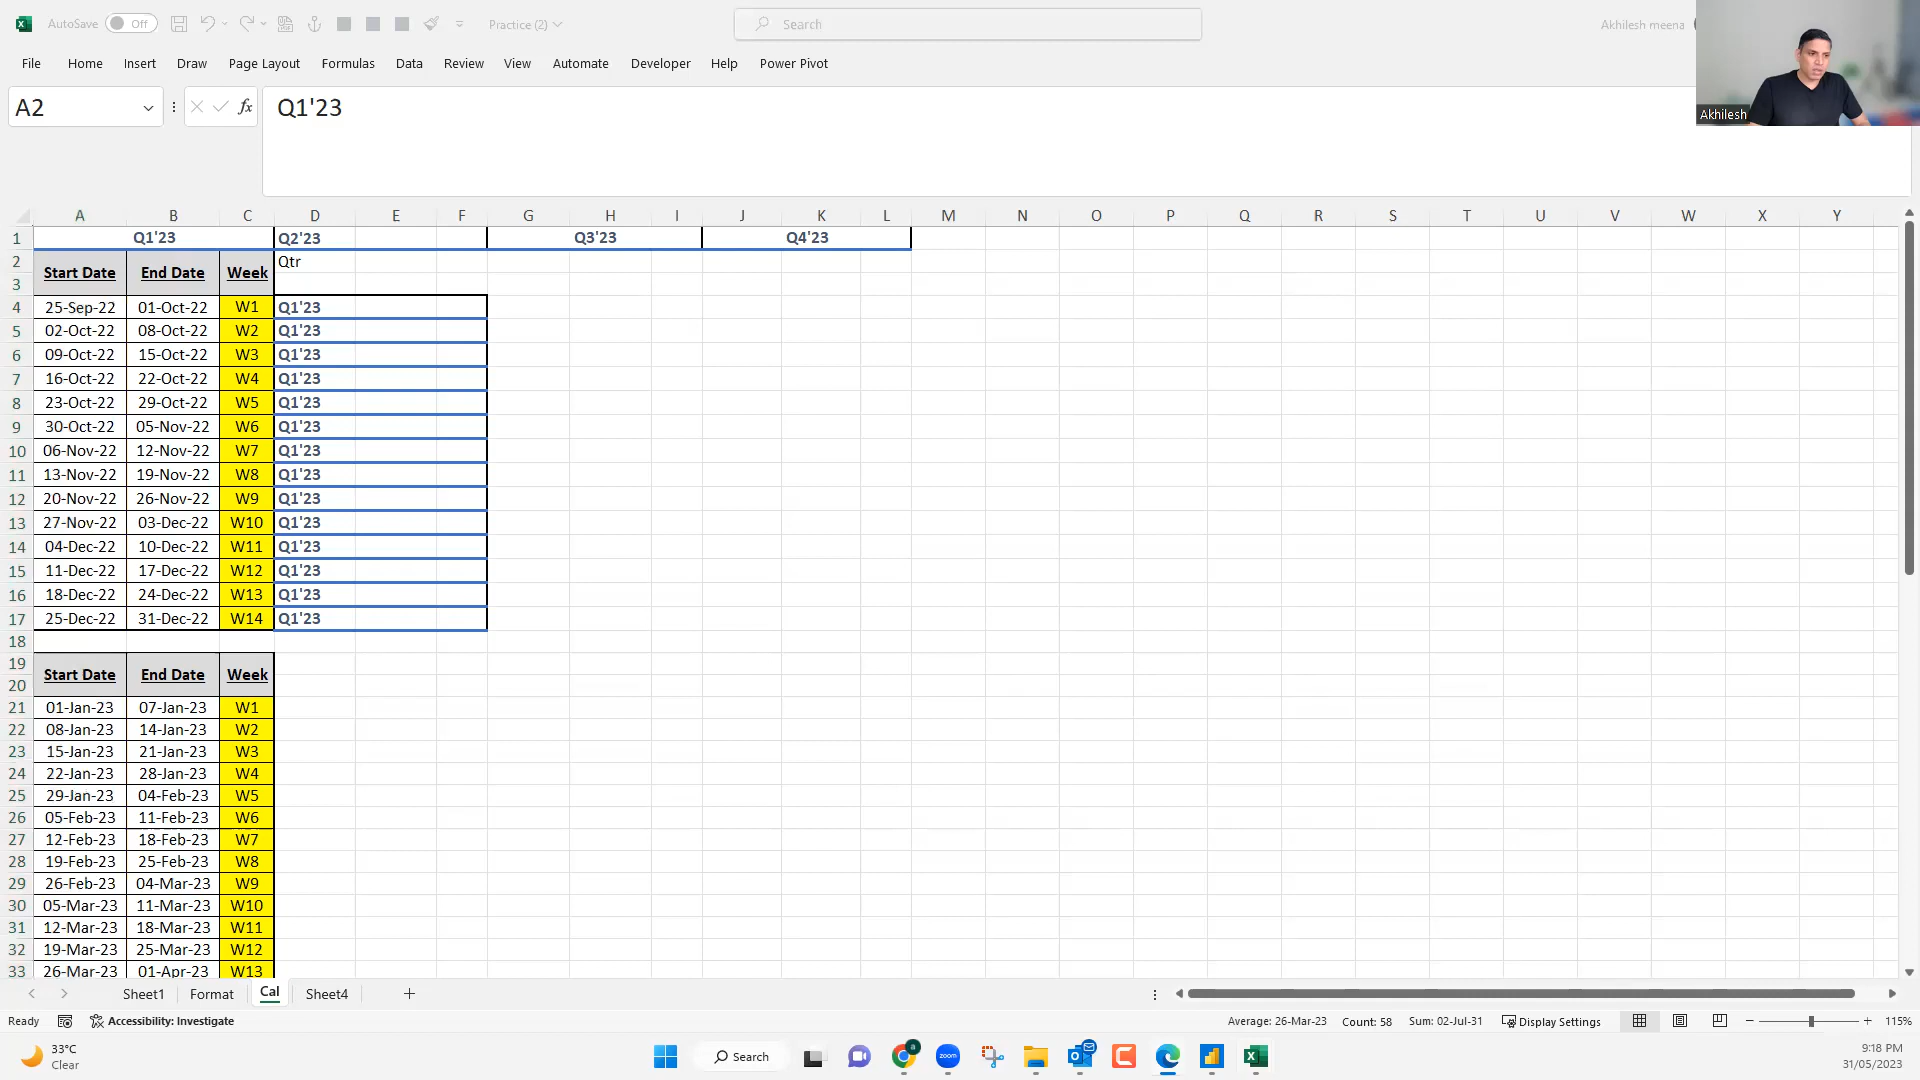 AutoSave Off Practice (2) Search Akhilesh meena
File Home Insert Draw Page Layout Formulas Data Review View Automate Developer Help Power Pivot
A2 fx Q1'23
Akhilesh
A B C D E F G H I J K L M N O P Q R S T U V W X Y
1 Q1'23 Q2'23 Q3'23 Q4'23
2 Start Date End Date Week Qtr
3
4 25-Sep-22 01-Oct-22 W1 Q1'23
5 02-Oct-22 08-Oct-22 W2 Q1'23
6 09-Oct-22 15-Oct-22 W3 Q1'23
7 16-Oct-22 22-Oct-22 W4 Q1'23
8 23-Oct-22 29-Oct-22 W5 Q1'23
9 30-Oct-22 05-Nov-22 W6 Q1'23
10 06-Nov-22 12-Nov-22 W7 Q1'23
11 13-Nov-22 19-Nov-22 W8 Q1'23
12 20-Nov-22 26-Nov-22 W9 Q1'23
13 27-Nov-22 03-Dec-22 W10 Q1'23
14 04-Dec-22 10-Dec-22 W11 Q1'23
15 11-Dec-22 17-Dec-22 W12 Q1'23
16 18-Dec-22 24-Dec-22 W13 Q1'23
17 25-Dec-22 31-Dec-22 W14 Q1'23
18
19 Start Date End Date Week
20
21 01-Jan-23 07-Jan-23 W1
22 08-Jan-23 14-Jan-23 W2
23 15-Jan-23 21-Jan-23 W3
24 22-Jan-23 28-Jan-23 W4
25 29-Jan-23 04-Feb-23 W5
26 05-Feb-23 11-Feb-23 W6
27 12-Feb-23 18-Feb-23 W7
28 19-Feb-23 25-Feb-23 W8
29 26-Feb-23 04-Mar-23 W9
30 05-Mar-23 11-Mar-23 W10
31 12-Mar-23 18-Mar-23 W11
32 19-Mar-23 25-Mar-23 W12
33 26-Mar-23 01-Apr-23 W13
Sheet1 Format Cal Sheet4
Ready Accessibility: Investigate Average: 26-Mar-23 Count: 58 Sum: 02-Jul-31 Display Settings 115%
33°C
Clear
Search
zoom
9:18 PM
31/05/2023